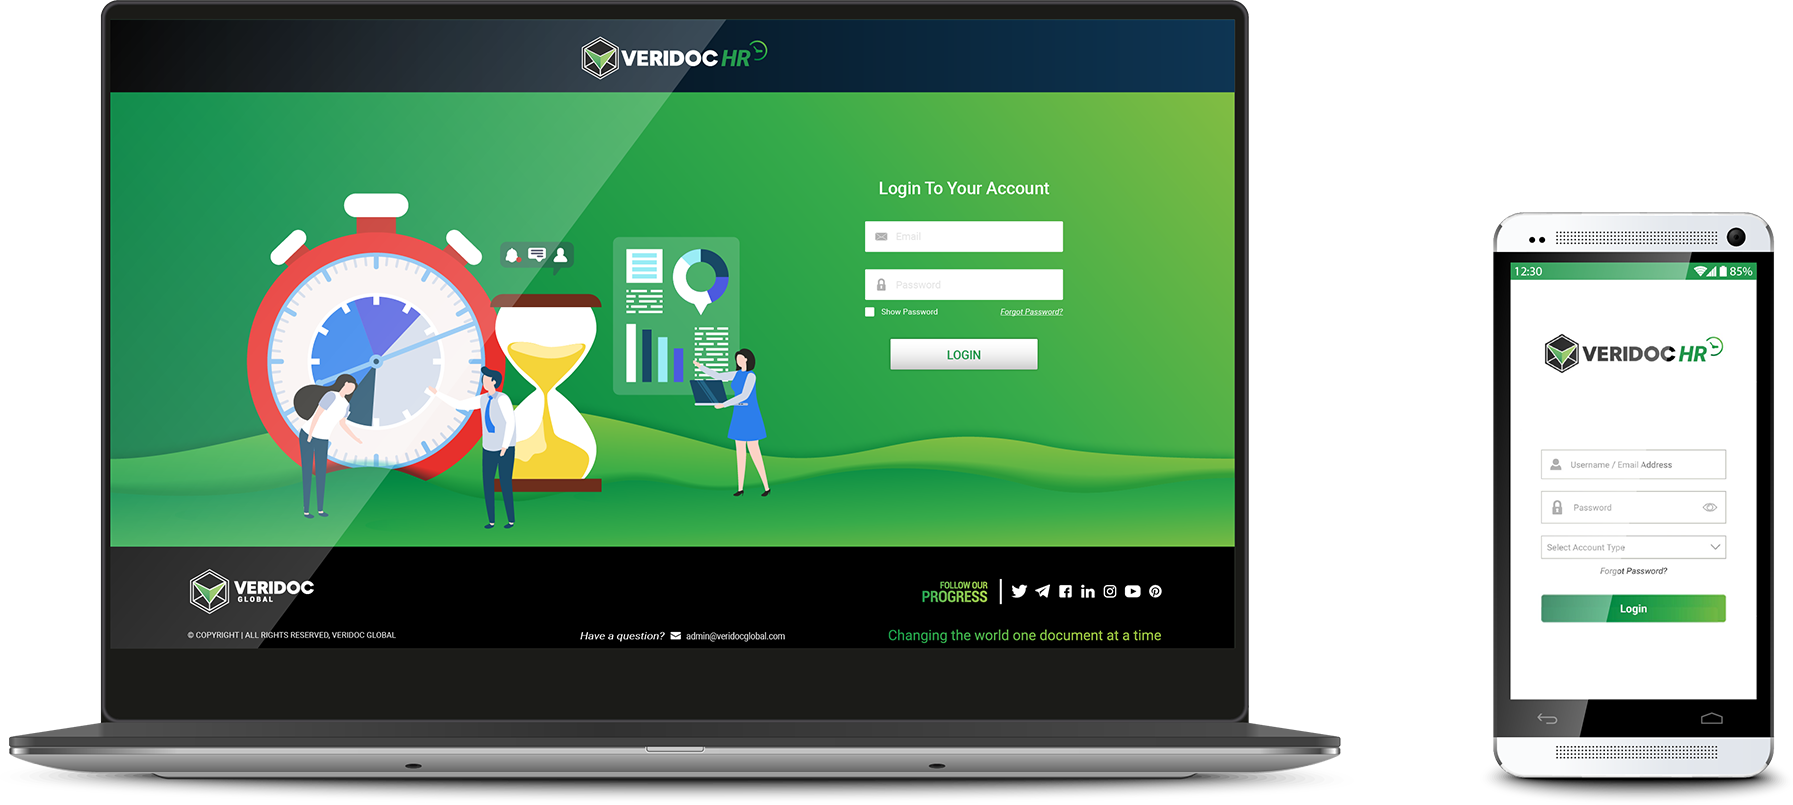 VERIDOC HR
Login To Your Account
Email
Password
Show Password
Forgot Password?
LOGIN
VERIDOC
GLOBAL
© COPYRIGHT | ALL RIGHTS RESERVED, VERIDOC GLOBAL
Have a question? admin@veridocglobal.com
FOLLOW OUR
PROGRESS
Changing the world one document at a time
12:30 85%
VERIDOC HR
Username / Email Address
Password
Select Account Type
Forgot Password?
Login